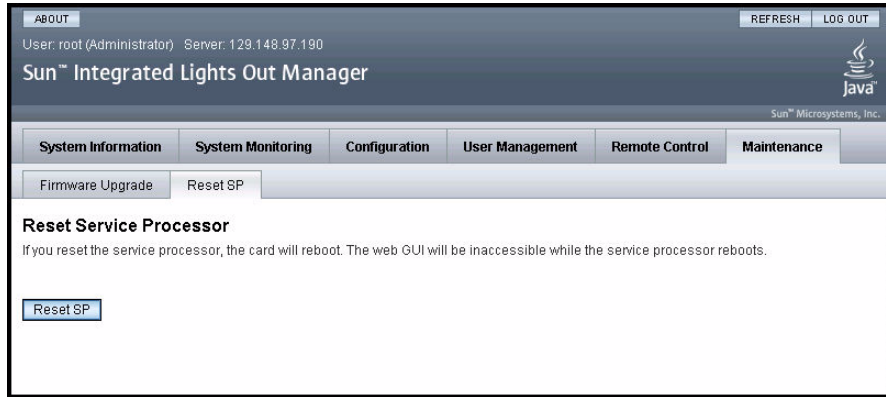 ABOUT
REFRESH LOG OUT
User: root (Administrator) Server: 129.148.97.190
Sun™ Integrated Lights Out Manager
Java™
Sun™ Microsystems, Inc.
System Information System Monitoring Configuration User Management Remote Control Maintenance
Firmware Upgrade Reset SP
Reset Service Processor
If you reset the service processor, the card will reboot. The web GUI will be inaccessible while the service processor reboots.
Reset SP